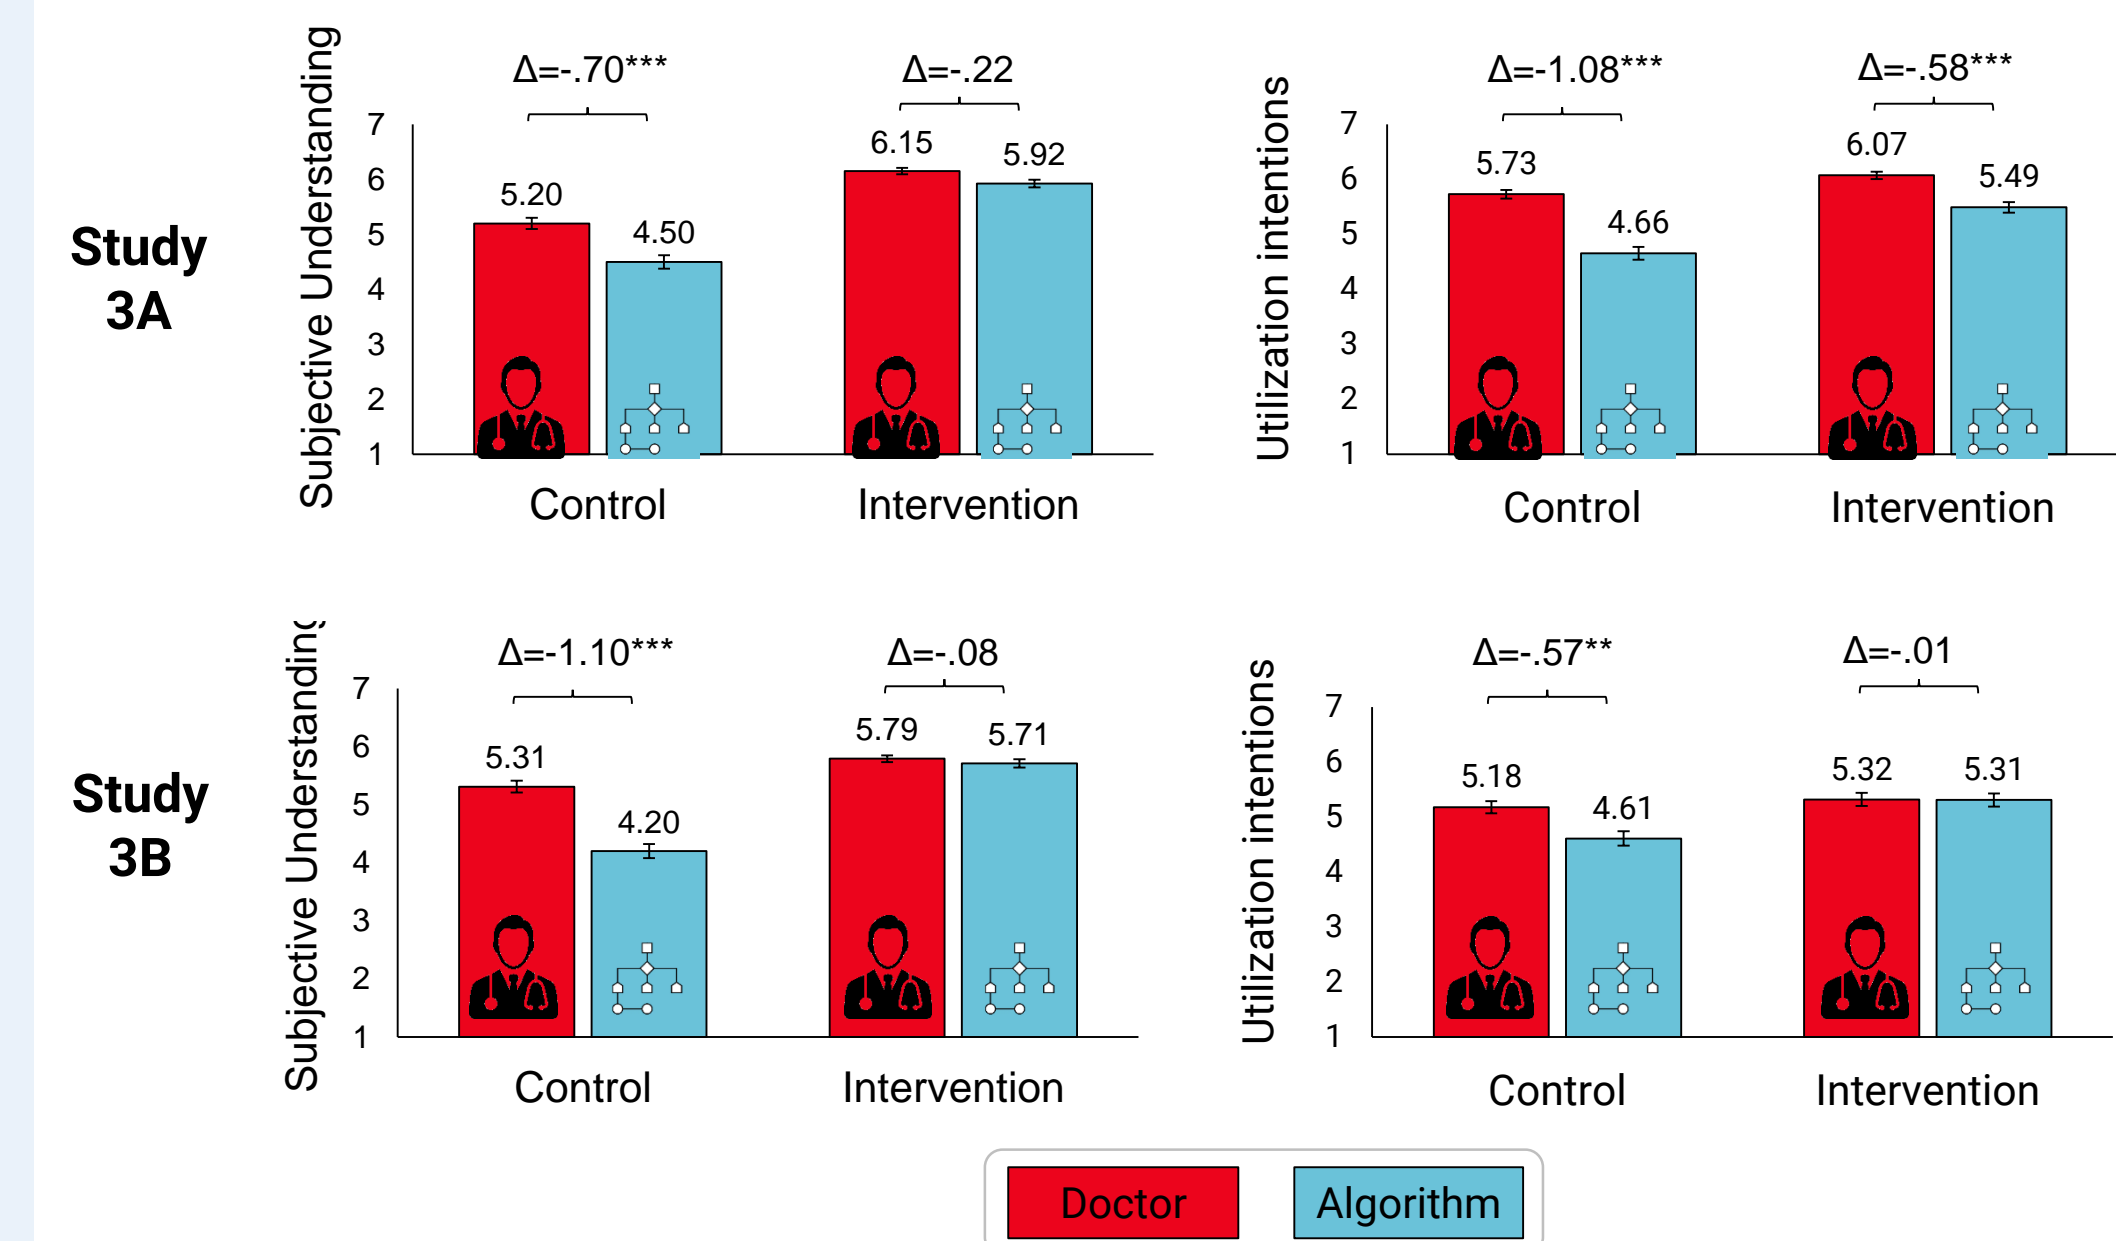 Study
3A
Subjective Understanding
Δ=-.70***
Δ=-.22
7
6
5
4
3
2
1
5.20
4.50
6.15
5.92
Control
Intervention
Utilization intentions
Δ=-1.08***
Δ=-.58***
7
6
5
4
3
2
1
5.73
4.66
6.07
5.49
Control
Intervention
Study
3B
Subjective Understanding
Δ=-1.10***
Δ=-.08
7
6
5
4
3
2
1
5.31
4.20
5.79
5.71
Control
Intervention
Utilization intentions
Δ=-.57**
Δ=-.01
7
6
5
4
3
2
1
5.18
4.61
5.32
5.31
Control
Intervention
Doctor
Algorithm